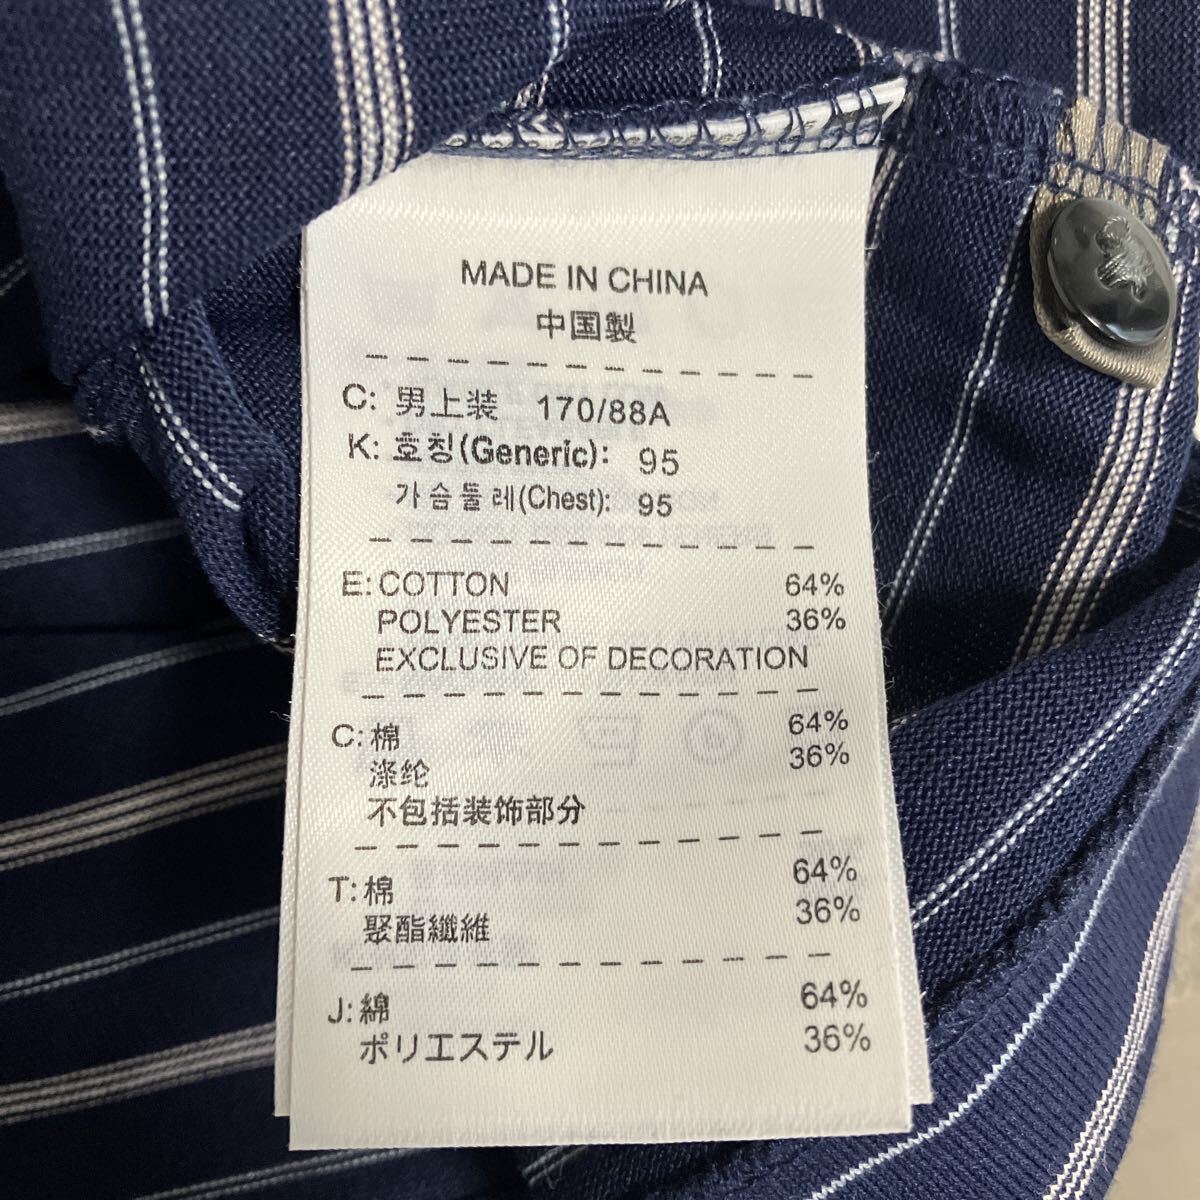 MADE IN CHINA
中国製
C: 男上装 170/88A
K: 호칭(Generic): 95
가슴둘레(Chest): 95
E: COTTON 64%
POLYESTER 36%
EXCLUSIVE OF DECORATION
C: 棉 64%
涤纶 36%
不包括装饰部分
T: 棉 64%
聚酯纖維 36%
J: 綿 64%
ポリエステル 36%